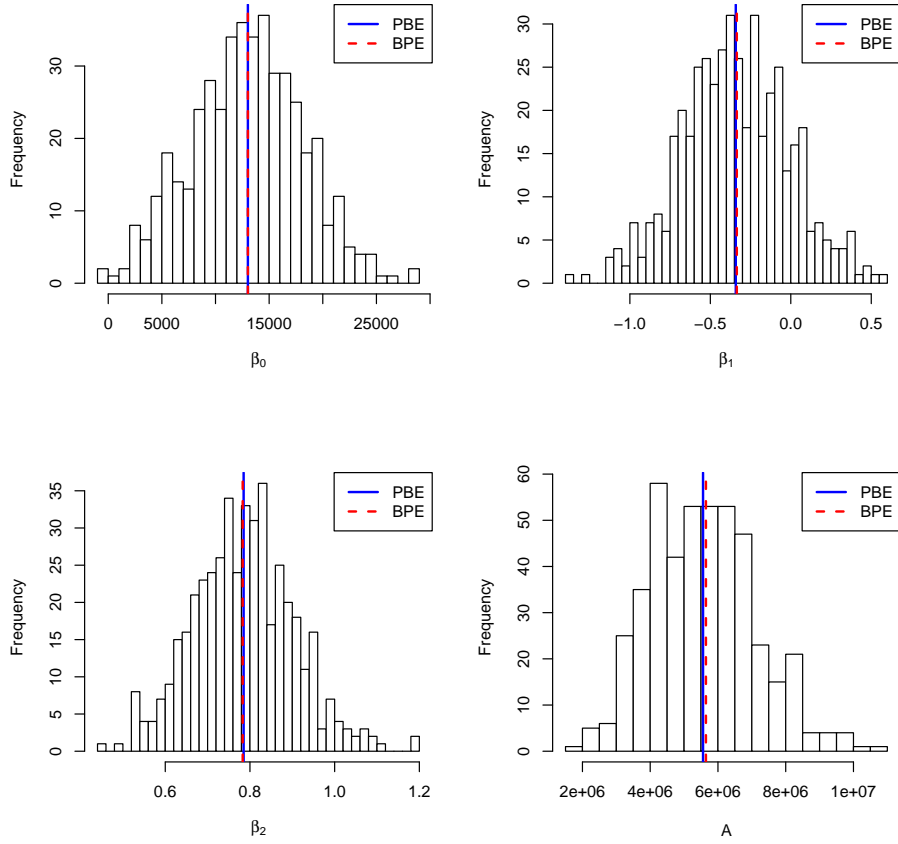 PBE
BPE
Frequency
0 10 20 30
0 5000 15000 25000
β0
PBE
BPE
Frequency
0 5 10 15 20 25 30
−1.0 −0.5 0.0 0.5
β1
PBE
BPE
Frequency
0 5 10 15 20 25 30 35
0.6 0.8 1.0 1.2
β2
PBE
BPE
Frequency
0 10 20 30 40 50 60
2e+06 4e+06 6e+06 8e+06 1e+07
A